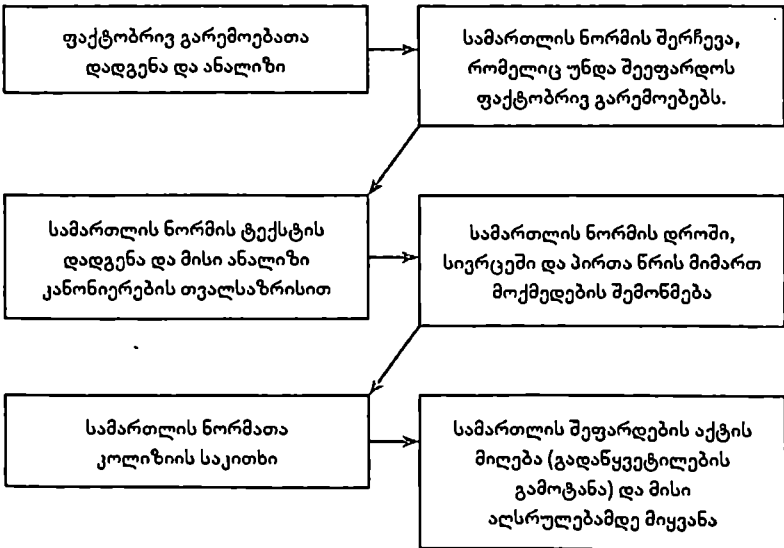 ფაქტობრივ გარემოებათა
დადგენა და ანალიზი
სამართლის ნორმის შერჩევა,
რომელიც უნდა შეეფარდოს
ფაქტობრივ გარემოებებს.
სამართლის ნორმის ტექსტის
დადგენა და მისი ანალიზი
კანონიერების თვალსაზრისით
სამართლის ნორმის დროში,
სივრცეში და პირთა წრის მიმართ
მოქმედების შემოწმება
სამართლის ნორმათა
კოლიზიის საკითხი
სამართლის შეფარდების აქტის
მიღება (გადაწყვეტილების
გამოტანა) და მისი
აღსრულებამდე მიყვანა